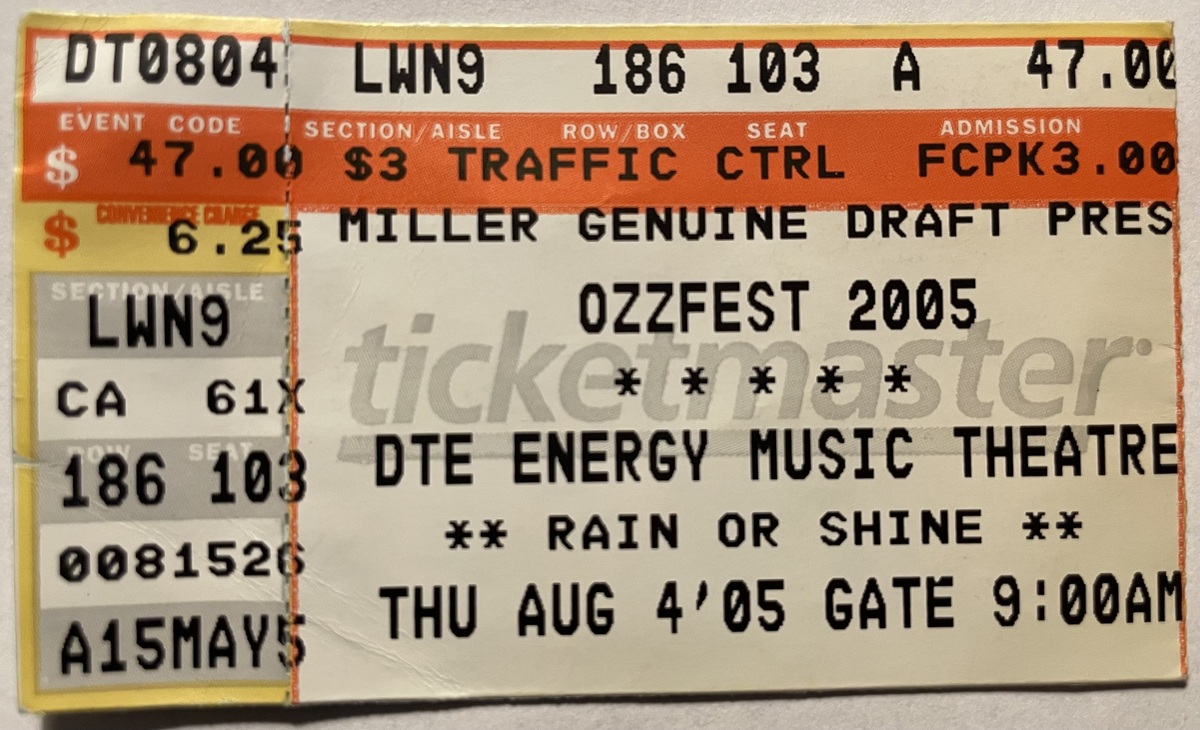 DT0804 LWN9 186 103 A 47.00
EVENT CODE SECTION/AISLE ROW/BOX SEAT ADMISSION
$ 47.00 $3 TRAFFIC CTRL FCPK3.00
CONVENIENCE CHARGE
$ 6.25 MILLER GENUINE DRAFT PRES
SECTION/AISLE
LWN9
OZZFEST 2005
ticketmaster
* * * * *
CA 61X
ROW SEAT
186 103
DTE ENERGY MUSIC THEATRE
** RAIN OR SHINE **
0081526
A15MAY5
THU AUG 4'05 GATE 9:00AM